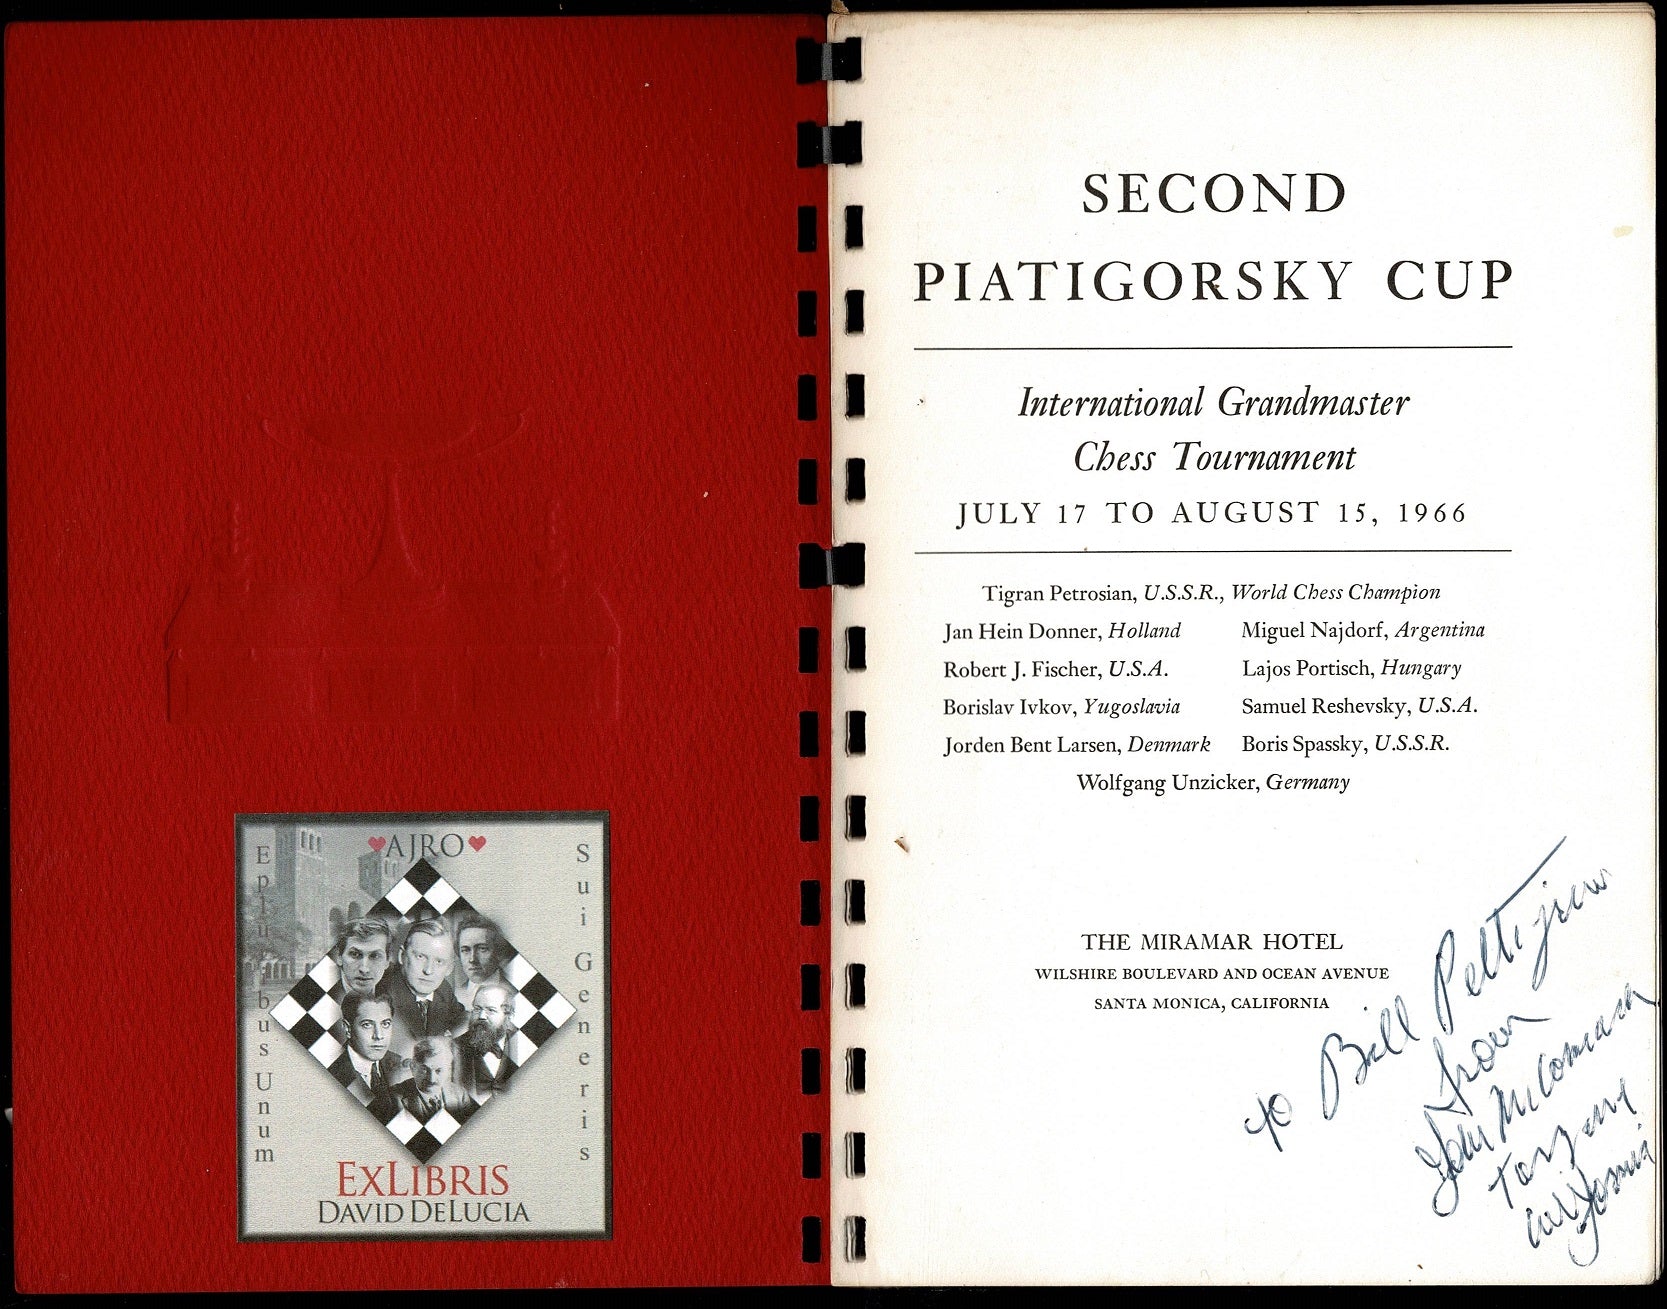 ♥AJRO♥
E plu bus Unum
Sui Generis
EXLIBRIS
DAVID DELUCIA
SECOND
PIATIGORSKY CUP
International Grandmaster
Chess Tournament
JULY 17 TO AUGUST 15, 1966
Tigran Petrosian, U.S.S.R., World Chess Champion
Jan Hein Donner, Holland
Miguel Najdorf, Argentina
Robert J. Fischer, U.S.A.
Lajos Portisch, Hungary
Borislav Ivkov, Yugoslavia
Samuel Reshevsky, U.S.A.
Jorden Bent Larsen, Denmark
Boris Spassky, U.S.S.R.
Wolfgang Unzicker, Germany
THE MIRAMAR HOTEL
WILSHIRE BOULEVARD AND OCEAN AVENUE
SANTA MONICA, CALIFORNIA
to Bill Pettijean
from